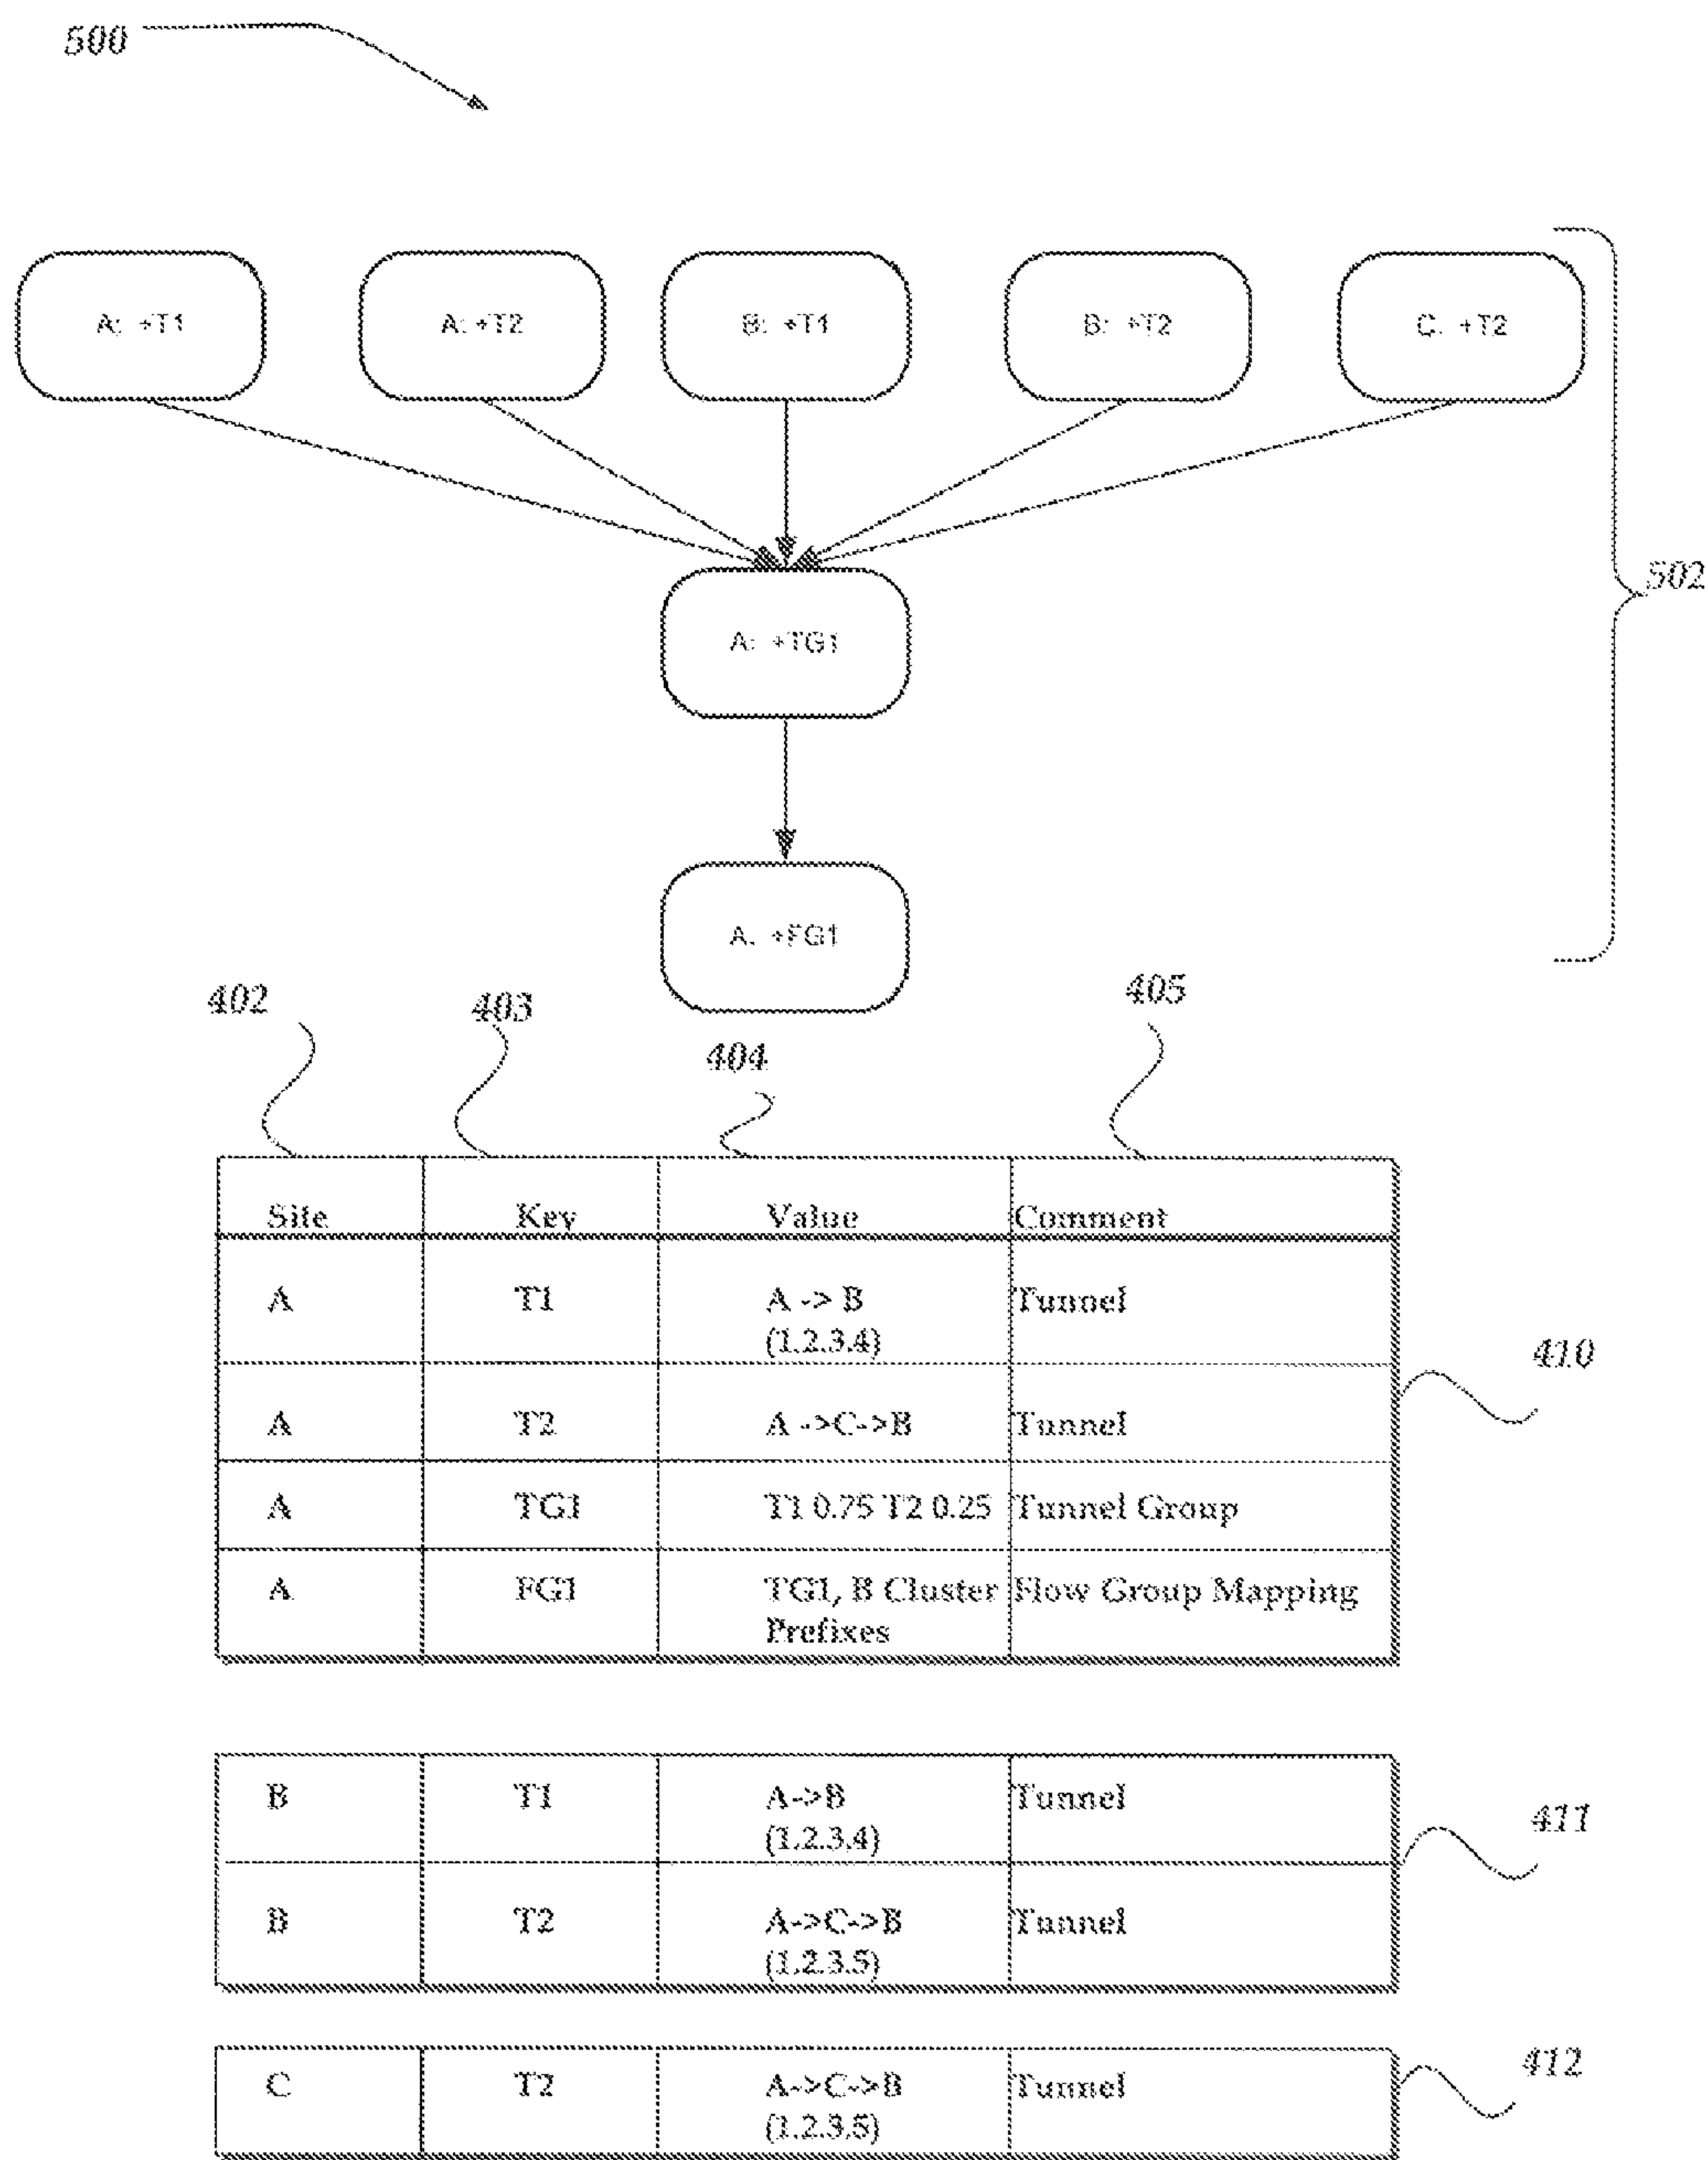 500
A: +T1 A: +T2 B: +T1 B: +T2 C: +T2
502
A: +TG1
A: +FG1
402 403 404 405
Site Key Value Comment
A T1 A -> B Tunnel
(1.2.3.4)
410
A T2 A ->C->B Tunnel
A TG1 T1 0.75 T2 0.25 Tunnel Group
A FG1 TG1, B Cluster Flow Group Mapping
Prefixes
B T1 A->B Tunnel
(1.2.3.4)
411
B T2 A->C->B Tunnel
(1.2.3.5)
412
C T2 A->C->B Tunnel
(1.2.3.5)